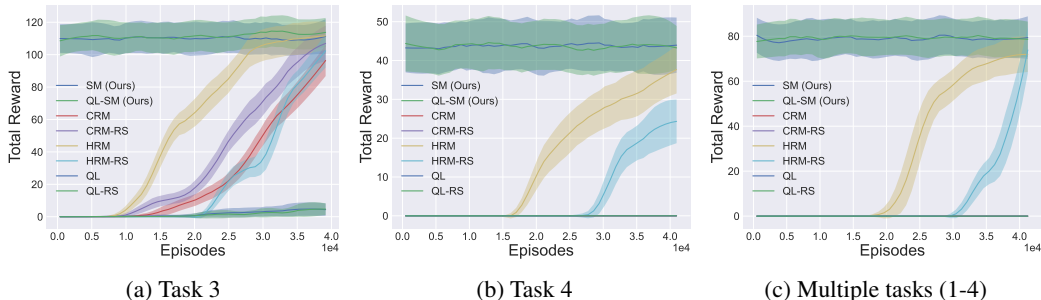 120
100
80
60
40
20
0
Total Reward
SM (Ours)
QL-SM (Ours)
CRM
CRM-RS
HRM
HRM-RS
QL
QL-RS
0.0 0.5 1.0 1.5 2.0 2.5 3.0 3.5 4.0
1e4
Episodes
(a) Task 3
50
40
30
20
10
0
Total Reward
SM (Ours)
QL-SM (Ours)
CRM
CRM-RS
HRM
HRM-RS
QL
QL-RS
0.0 0.5 1.0 1.5 2.0 2.5 3.0 3.5 4.0
1e4
Episodes
(b) Task 4
80
60
40
20
0
Total Reward
SM (Ours)
QL-SM (Ours)
CRM
CRM-RS
HRM
HRM-RS
QL
QL-RS
0.0 0.5 1.0 1.5 2.0 2.5 3.0 3.5 4.0
1e4
Episodes
(c) Multiple tasks (1-4)